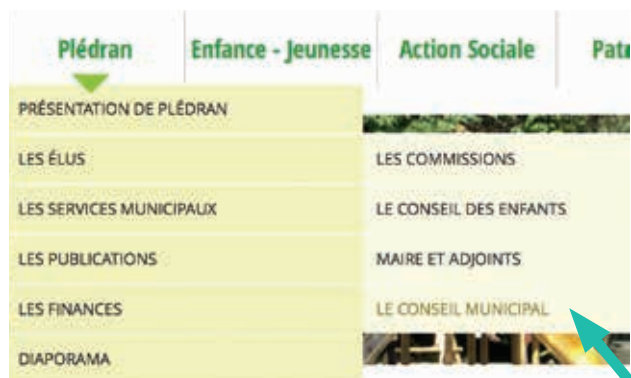 Plédran Enfance - Jeunesse Action Sociale
PRÉSENTATION DE PLÉDRAN
LES ÉLUS
LES SERVICES MUNICIPAUX
LES PUBLICATIONS
LES FINANCES
DIAPORAMA
LES COMMISSIONS
LE CONSEIL DES ENFANTS
MAIRE ET ADJOINTS
LE CONSEIL MUNICIPAL